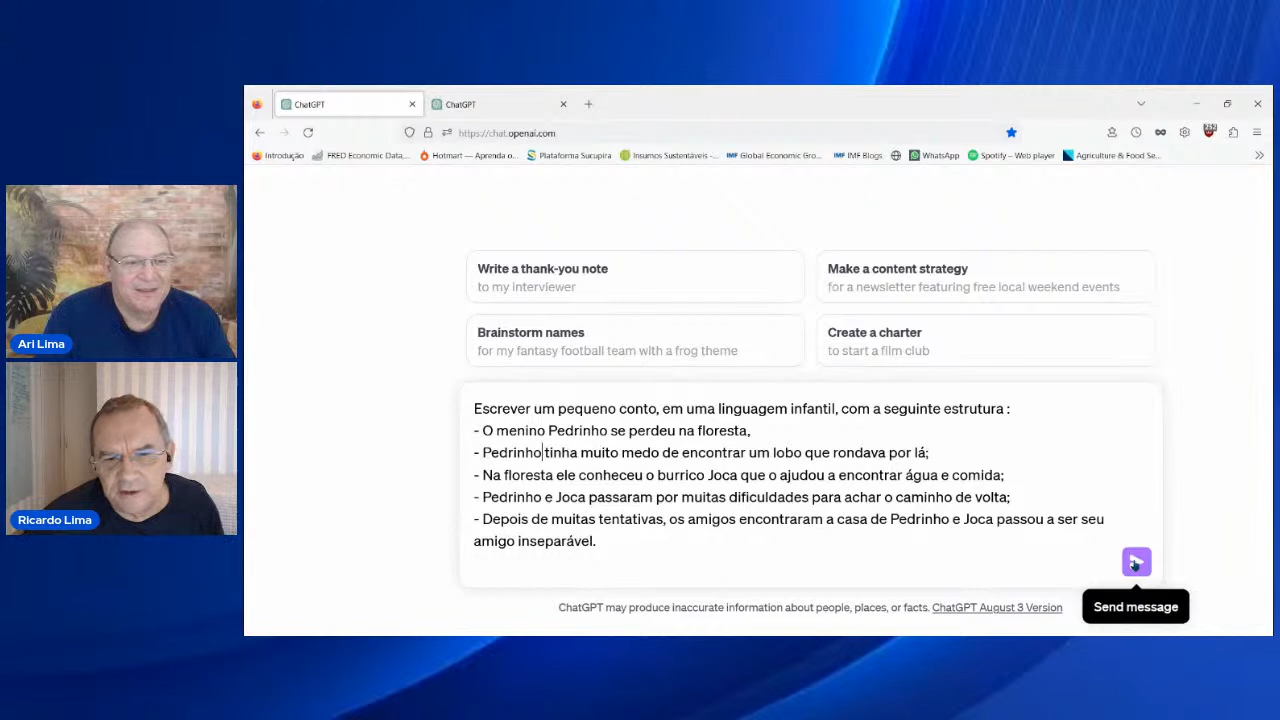 ChatGPT
ChatGPT
https://chat.openai.com
Introdução
FRED Economic Data,...
Hotmart — Aprenda o...
Plataforma Sucupira
Insumos Sustentáveis -...
IMF Global Economic Gro...
IMF IMF Blogs
WhatsApp
Spotify – Web player
Agriculture & Food Se...
Write a thank-you note
to my interviewer
Make a content strategy
for a newsletter featuring free local weekend events
Brainstorm names
for my fantasy football team with a frog theme
Create a charter
to start a film club
Ari Lima
Escrever um pequeno conto, em uma linguagem infantil, com a seguinte estrutura :
- O menino Pedrinho se perdeu na floresta,
- Pedrinho tinha muito medo de encontrar um lobo que rondava por lá;
- Na floresta ele conheceu o burrico Joca que o ajudou a encontrar água e comida;
- Pedrinho e Joca passaram por muitas dificuldades para achar o caminho de volta;
- Depois de muitas tentativas, os amigos encontraram a casa de Pedrinho e Joca passou a ser seu
amigo inseparável.
Ricardo Lima
ChatGPT may produce inaccurate information about people, places, or facts. ChatGPT August 3 Version
Send message